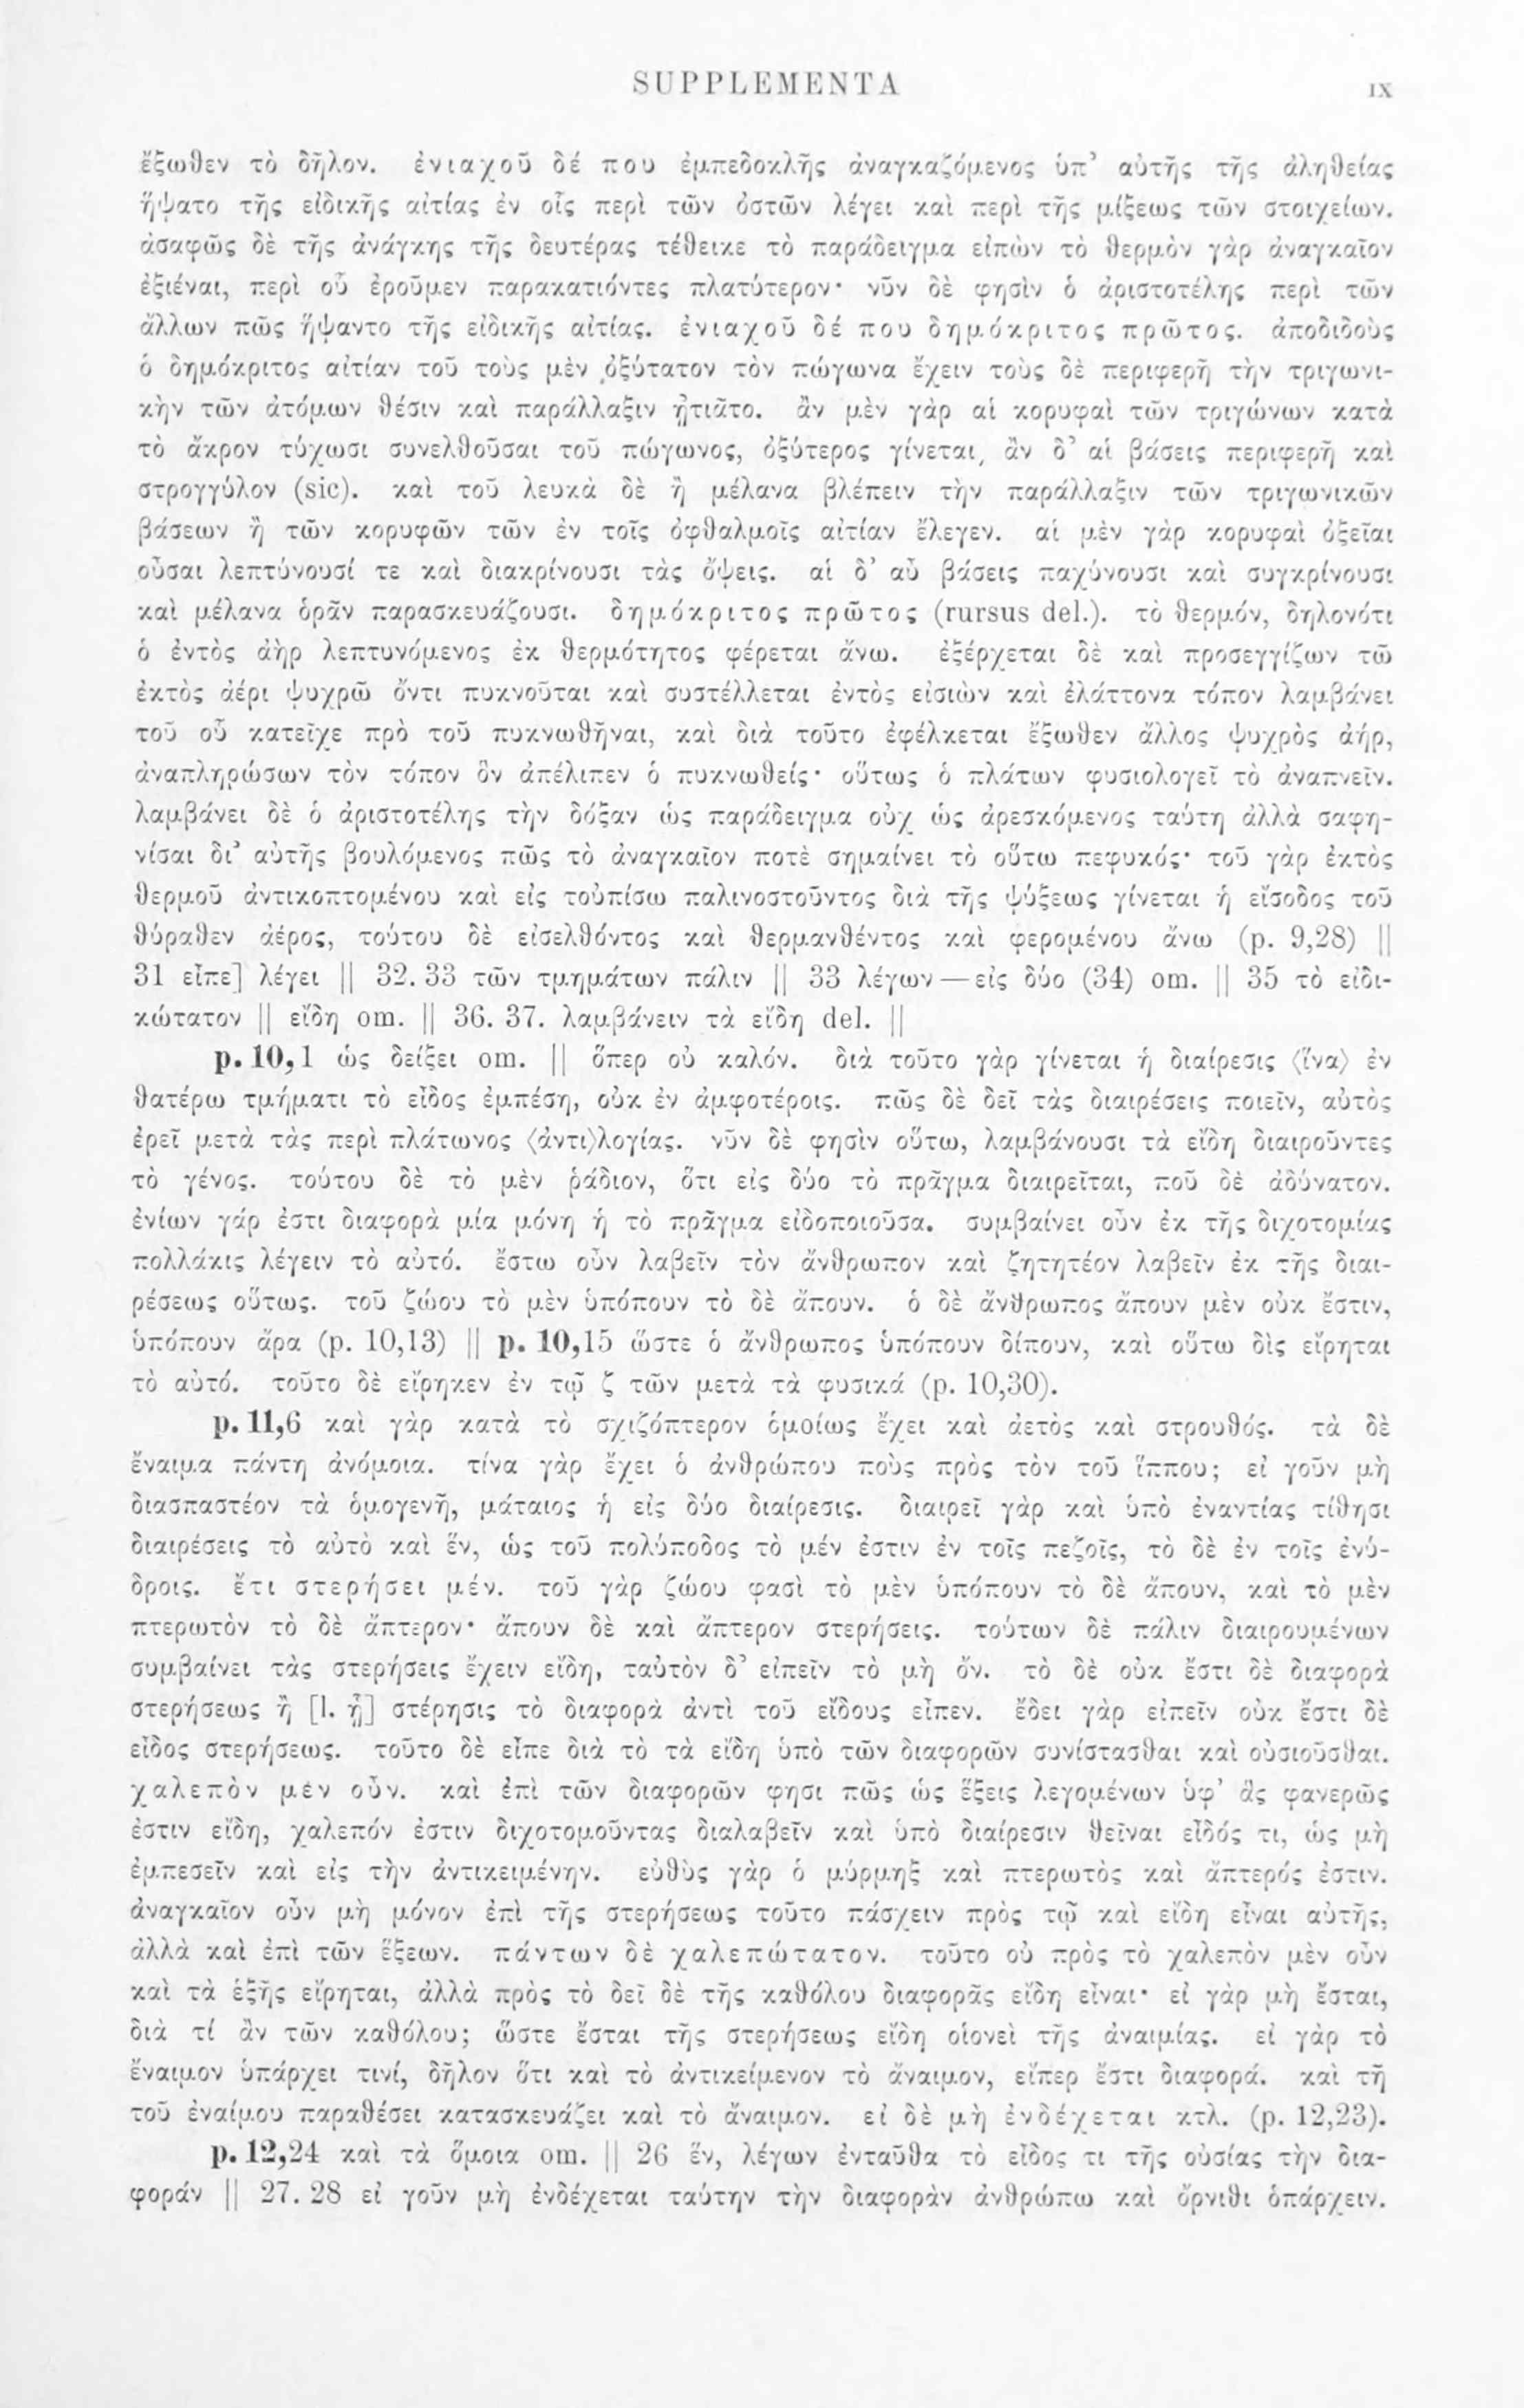 SUPPLEMENTA IX
ἔξωθεν τὸ δῆλον. ἐνιαχοῦ δέ που ἐμπεδοκλῆς ἀναγκαζόμενος ὑπ’ αὐτῆς τῆς ἀληθείας
ἥψατο τῆς εἰδικῆς αἰτίας ἐν οἷς περὶ τῶν ὀστῶν λέγει καὶ περὶ τῆς μίξεως τῶν στοιχείων.
ἀσαφῶς δὲ τῆς ἀνάγκης τῆς δευτέρας τέθεικε τὸ παράδειγμα εἰπὼν τὸ θερμὸν γὰρ ἀναγκαῖον
ἐξιέναι, περὶ οὗ ἐροῦμεν παρακατιόντες πλατύτερον· νῦν δὲ φησὶν ὁ ἀριστοτέλης περὶ τῶν
ἄλλων πῶς ἥψαντο τῆς εἰδικῆς αἰτίας. ἐνιαχοῦ δέ που δημόκριτος πρῶτος. ἀποδιδοὺς
ὁ δημόκριτος αἰτίαν τοῦ τοὺς μὲν ὀξύτατον τὸν πώγωνα ἔχειν τοὺς δὲ περιφερῆ τὴν τριγωνι-
κὴν τῶν ἀτόμων θέσιν καὶ παράλλαξιν ᾐτιᾶτο. ἂν μὲν γὰρ αἱ κορυφαὶ τῶν τριγώνων κατὰ
τὸ ἄκρον τύχωσι συνελθοῦσαι τοῦ πώγωνος, ὀξύτερος γίνεται, ἂν δ’ αἱ βάσεις περιφερῆ καὶ
στρογγύλον (sic). καὶ τοῦ λευκὰ δὲ ἢ μέλανα βλέπειν τὴν παράλλαξιν τῶν τριγωνικῶν
βάσεων ἢ τῶν κορυφῶν τῶν ἐν τοῖς ὀφθαλμοῖς αἰτίαν ἔλεγεν. αἱ μὲν γὰρ κορυφαὶ ὀξεῖαι
οὖσαι λεπτύνουσί τε καὶ διακρίνουσι τὰς ὄψεις. αἱ δ’ αὖ βάσεις παχύνουσι καὶ συγκρίνουσι
καὶ μέλανα ὁρᾶν παρασκευάζουσι. δημόκριτος πρῶτος (rursus del.). τὸ θερμόν, δηλονότι
ὁ ἐντὸς ἀὴρ λεπτυνόμενος ἐκ θερμότητος φέρεται ἄνω. ἐξέρχεται δὲ καὶ προσεγγίζων τῶ
ἐκτὸς ἀέρι ψυχρῶ ὄντι πυκνοῦται καὶ συστέλλεται ἐντὸς εἰσιὼν καὶ ἐλάττονα τόπον λαμβάνει
τοῦ οὗ κατεῖχε πρὸ τοῦ πυκνωθῆναι, καὶ διὰ τοῦτο ἐφέλκεται ἔξωθεν ἄλλος ψυχρὸς ἀήρ,
ἀναπληρώσων τὸν τόπον ὃν ἀπέλιπεν ὁ πυκνωθείς· οὕτως ὁ πλάτων φυσιολογεῖ τὸ ἀναπνεῖν.
λαμβάνει δὲ ὁ ἀριστοτέλης τὴν δόξαν ὡς παράδειγμα οὐχ ὡς ἀρεσκόμενος ταύτη ἀλλὰ σαφη-
νίσαι δι’ αὐτῆς βουλόμενος πῶς τὸ ἀναγκαῖον ποτὲ σημαίνει τὸ οὕτω πεφυκός· τοῦ γὰρ ἐκτὸς
θερμοῦ ἀντικοπτομένου καὶ εἰς τοὐπίσω παλινοστοῦντος διὰ τῆς ψύξεως γίνεται ἡ εἴσοδος τοῦ
θύραθεν ἀέρος, τούτου δὲ εἰσελθόντος καὶ θερμανθέντος καὶ φερομένου ἄνω (p. 9,28) ||
31 εἶπε] λέγει || 32. 33 τῶν τμημάτων πάλιν || 33 λέγων — εἰς δύο (34) om. || 35 τὸ εἰδι-
κώτατον || εἴδη om. || 36. 37. λαμβάνειν τὰ εἴδη del. ||
p. 10,1 ὡς δείξει om. || ὅπερ οὐ καλόν. διὰ τοῦτο γὰρ γίνεται ἡ διαίρεσις ⟨ἵνα⟩ ἐν
θατέρω τμήματι τὸ εἶδος ἐμπέση, οὐκ ἐν ἀμφοτέροις. πῶς δὲ δεῖ τὰς διαιρέσεις ποιεῖν, αὐτὸς
ἐρεῖ μετὰ τὰς περὶ πλάτωνος ⟨ἀντι⟩λογίας. νῦν δὲ φησὶν οὕτω, λαμβάνουσι τὰ εἴδη διαιροῦντες
τὸ γένος. τούτου δὲ τὸ μὲν ῥάδιον, ὅτι εἰς δύο τὸ πρᾶγμα διαιρεῖται, ποῦ δὲ ἀδύνατον.
ἐνίων γάρ ἐστι διαφορὰ μία μόνη ἡ τὸ πρᾶγμα εἰδοποιοῦσα. συμβαίνει οὖν ἐκ τῆς διχοτομίας
πολλάκις λέγειν τὸ αὐτό. ἔστω οὖν λαβεῖν τὸν ἄνθρωπον καὶ ζητητέον λαβεῖν ἐκ τῆς διαι-
ρέσεως οὕτως. τοῦ ζώου τὸ μὲν ὑπόπουν τὸ δὲ ἄπουν. ὁ δὲ ἄνθρωπος ἄπουν μὲν οὐκ ἔστιν,
ὑπόπουν ἄρα (p. 10,13) || p. 10,15 ὥστε ὁ ἄνθρωπος ὑπόπουν δίπουν, καὶ οὕτω δὶς εἴρηται
τὸ αὐτό. τοῦτο δὲ εἴρηκεν ἐν τῷ ζ τῶν μετὰ τὰ φυσικά (p. 10,30).
p. 11,6 καὶ γὰρ κατὰ τὸ σχιζόπτερον ὁμοίως ἔχει καὶ ἀετὸς καὶ στρουθός. τὰ δὲ
ἔναιμα πάντη ἀνόμοια. τίνα γὰρ ἔχει ὁ ἀνθρώπου ποὺς πρὸς τὸν τοῦ ἵππου; εἰ γοῦν μὴ
διασπαστέον τὰ ὁμογενῆ, μάταιος ἡ εἰς δύο διαίρεσις. διαιρεῖ γὰρ καὶ ὑπὸ ἐναντίας τίθησι
διαιρέσεις τὸ αὐτὸ καὶ ἕν, ὡς τοῦ πολύποδος τὸ μέν ἐστιν ἐν τοῖς πεζοῖς, τὸ δὲ ἐν τοῖς ἐνύ-
δροις. ἔτι στερήσει μέν. τοῦ γὰρ ζώου φασὶ τὸ μὲν ὑπόπουν τὸ δὲ ἄπουν, καὶ τὸ μὲν
πτερωτὸν τὸ δὲ ἄπτερον· ἄπουν δὲ καὶ ἄπτερον στερήσεις. τούτων δὲ πάλιν διαιρουμένων
συμβαίνει τὰς στερήσεις ἔχειν εἴδη, ταὐτὸν δ’ εἰπεῖν τὸ μὴ ὄν. τὸ δὲ οὐκ ἔστι δὲ διαφορὰ
στερήσεως ἢ [l. ᾗ] στέρησις τὸ διαφορὰ ἀντὶ τοῦ εἴδους εἶπεν. ἔδει γὰρ εἰπεῖν οὐκ ἔστι δὲ
εἶδος στερήσεως. τοῦτο δὲ εἶπε διὰ τὸ τὰ εἴδη ὑπὸ τῶν διαφορῶν συνίστασθαι καὶ οὐσιοῦσθαι.
χαλεπὸν μὲν οὖν. καὶ ἐπὶ τῶν διαφορῶν φησι πῶς ὡς ἕξεις λεγομένων ὑφ’ ἃς φανερῶς
ἐστιν εἴδη, χαλεπόν ἐστιν διχοτομοῦντας διαλαβεῖν καὶ ὑπὸ διαίρεσιν θεῖναι εἶδός τι, ὡς μὴ
ἐμπεσεῖν καὶ εἰς τὴν ἀντικειμένην. εὐθὺς γὰρ ὁ μύρμηξ καὶ πτερωτὸς καὶ ἄπτερός ἐστιν.
ἀναγκαῖον οὖν μὴ μόνον ἐπὶ τῆς στερήσεως τοῦτο πάσχειν πρὸς τῷ καὶ εἴδη εἶναι αὐτῆς,
ἀλλὰ καὶ ἐπὶ τῶν ἕξεων. πάντων δὲ χαλεπώτατον. τοῦτο οὐ πρὸς τὸ χαλεπὸν μὲν οὖν
καὶ τὰ ἑξῆς εἴρηται, ἀλλὰ πρὸς τὸ δεῖ δὲ τῆς καθόλου διαφορᾶς εἴδη εἶναι· εἰ γὰρ μὴ ἔσται,
διὰ τί ἂν τῶν καθόλου; ὥστε ἔσται τῆς στερήσεως εἴδη οἱονεὶ τῆς ἀναιμίας. εἰ γὰρ τὸ
ἔναιμον ὑπάρχει τινί, δῆλον ὅτι καὶ τὸ ἀντικείμενον τὸ ἄναιμον, εἴπερ ἔστι διαφορά. καὶ τῆ
τοῦ ἐναίμου παραθέσει κατασκευάζει καὶ τὸ ἄναιμον. εἰ δὲ μὴ ἐνδέχεται κτλ. (p. 12,23).
p. 12,24 καὶ τὰ ὅμοια om. || 26 ἕν, λέγων ἐνταῦθα τὸ εἶδος τι τῆς οὐσίας τὴν δια-
φοράν || 27. 28 εἰ γοῦν μὴ ἐνδέχεται ταύτην τὴν διαφορὰν ἀνθρώπω καὶ ὄρνιθι ὑπάρχειν.